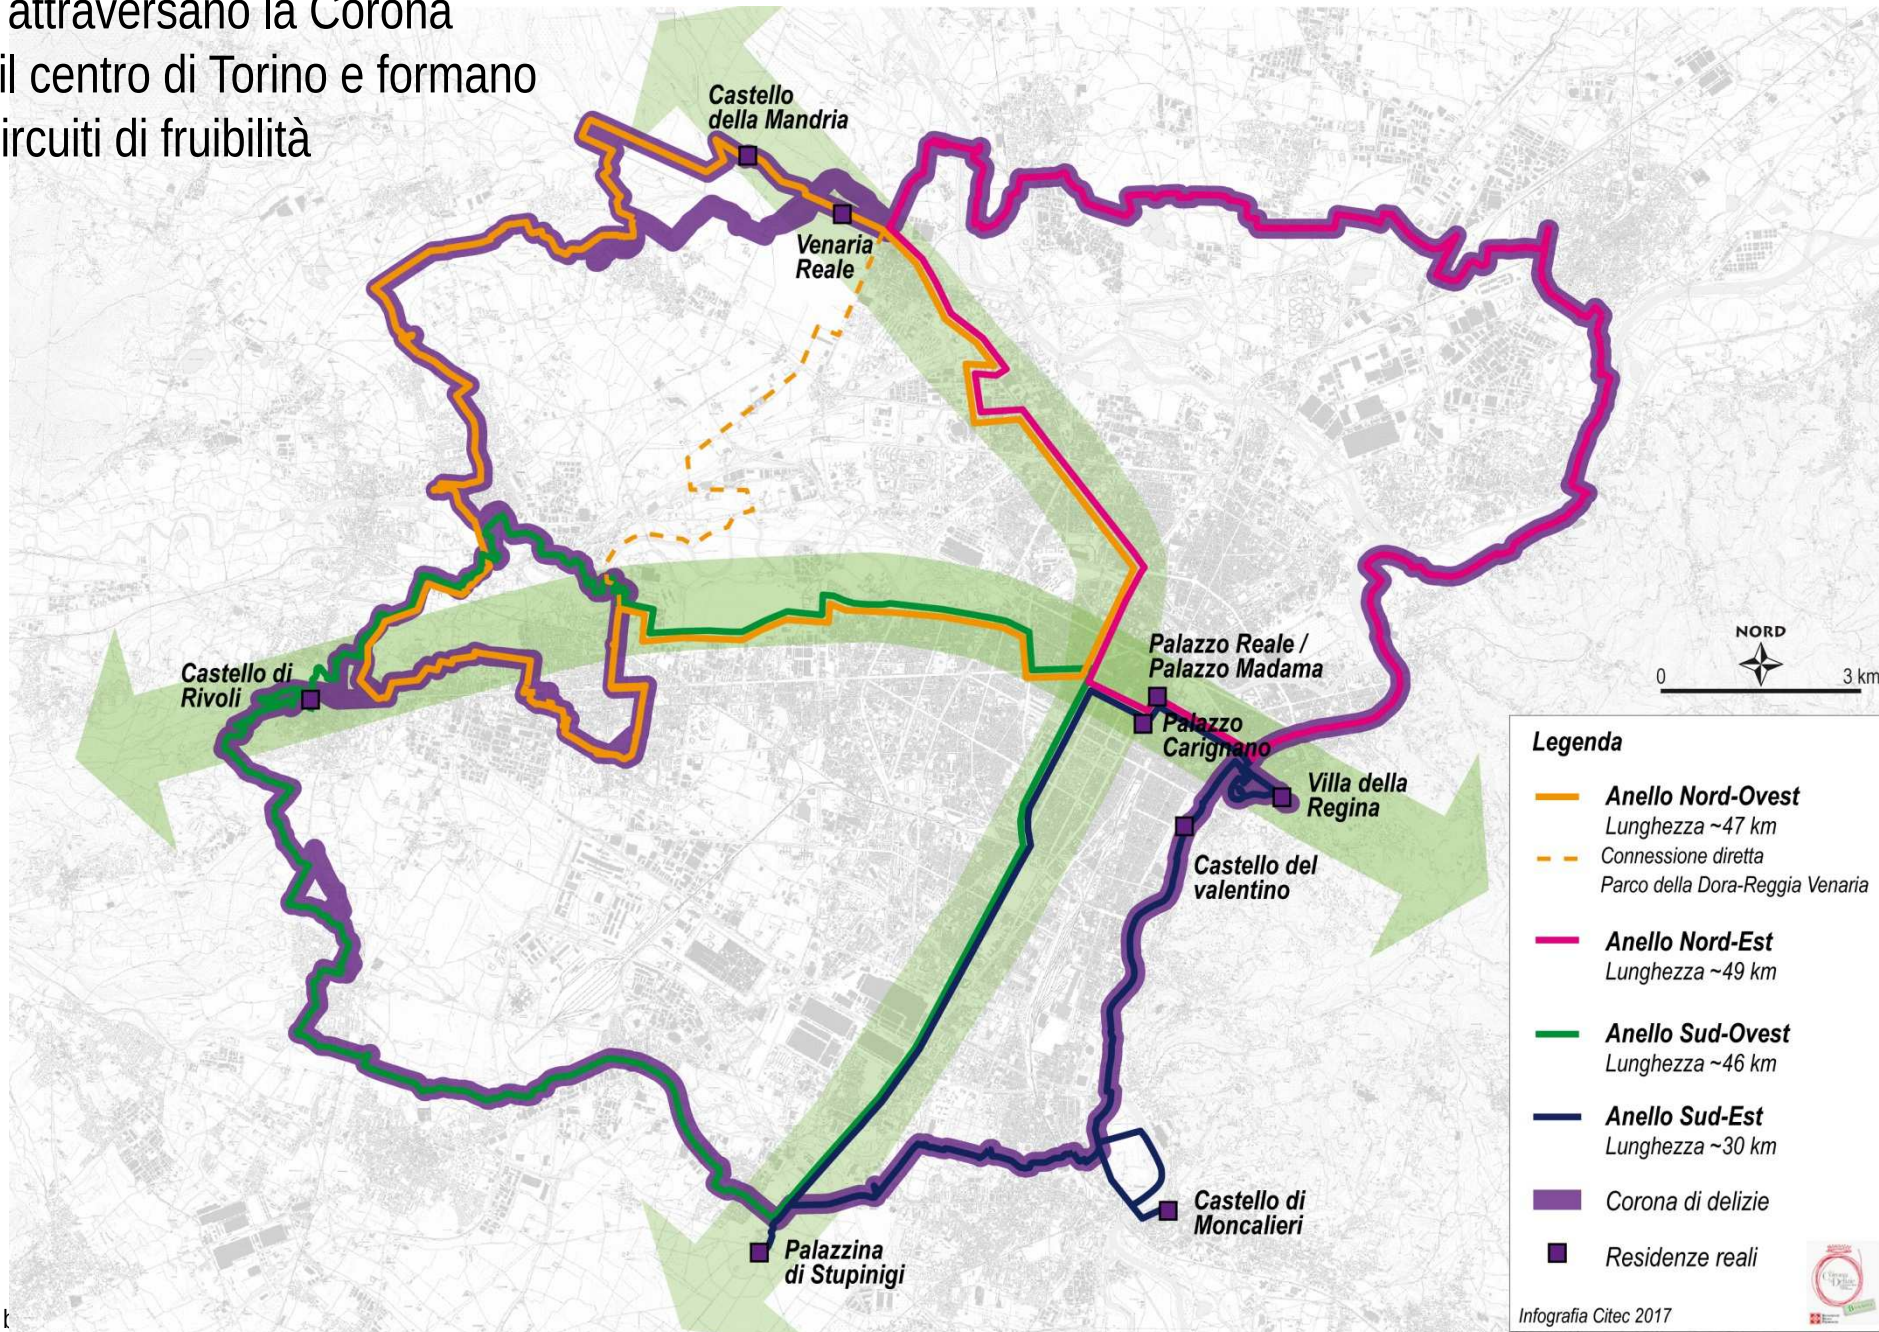 attraversano la Corona
il centro di Torino e formano
ircuiti di fruibilità
Castello
della Mandria
Venaria
Reale
Castello di
Rivoli
Palazzo Reale /
Palazzo Madama
Palazzo
Carignano
Villa della
Regina
Castello del
valentino
Castello di
Moncalieri
Palazzina
di Stupinigi
NORD
0 3 km
Legenda
Anello Nord-Ovest
Lunghezza ~47 km
Connessione diretta
Parco della Dora-Reggia Venaria
Anello Nord-Est
Lunghezza ~49 km
Anello Sud-Ovest
Lunghezza ~46 km
Anello Sud-Est
Lunghezza ~30 km
Corona di delizie
Residenze reali
Infografia Citec 2017